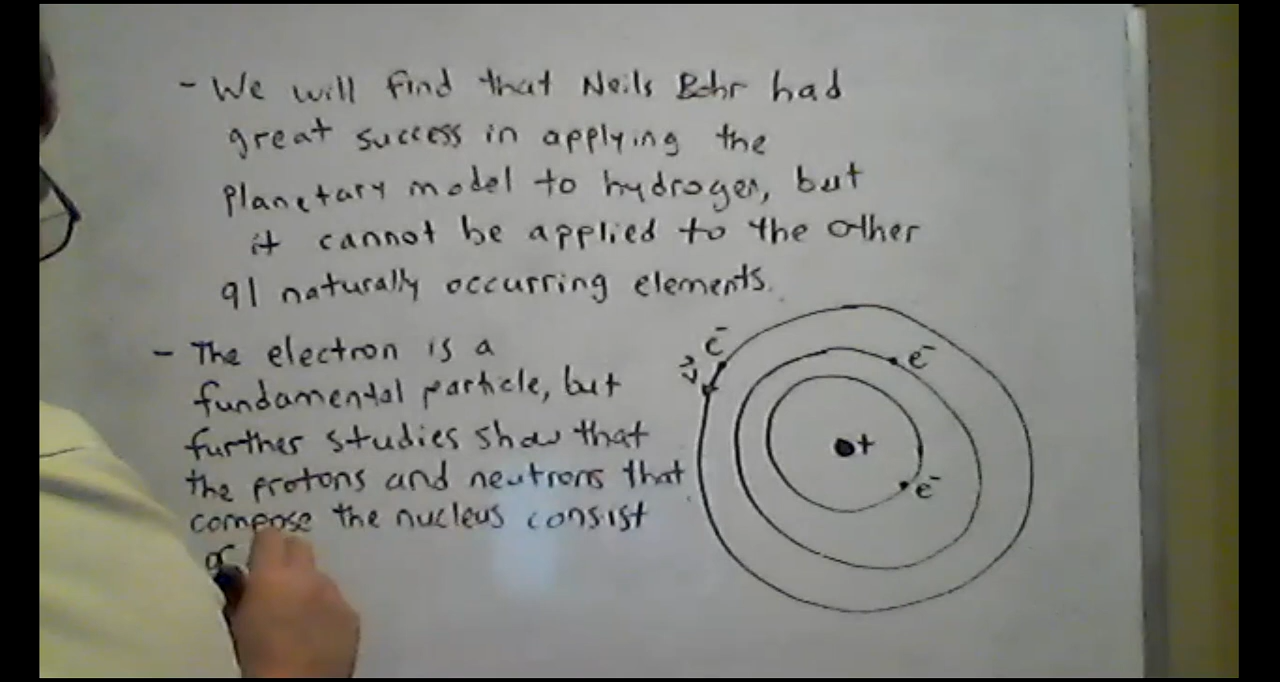 - We will find that Neils Bohr had
great success in applying the
planetary model to hydrogen, but
it cannot be applied to the other
91 naturally occurring elements.
- The electron is a
fundamental particle, but
further studies show that
the protons and neutrons that
compose the nucleus consist
of
e⁻
v⃗
e⁻
+
e⁻